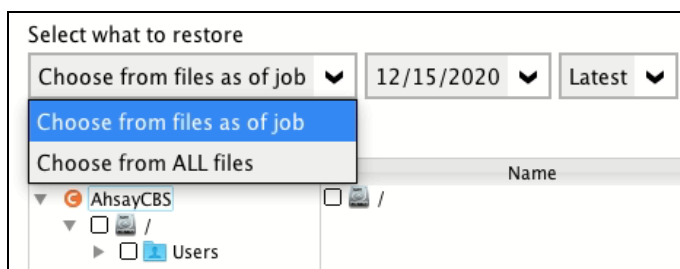 Select what to restore
Choose from files as of job 12/15/2020 Latest
Choose from files as of job
Choose from ALL files
Name
AhsayCBS /
/
Users